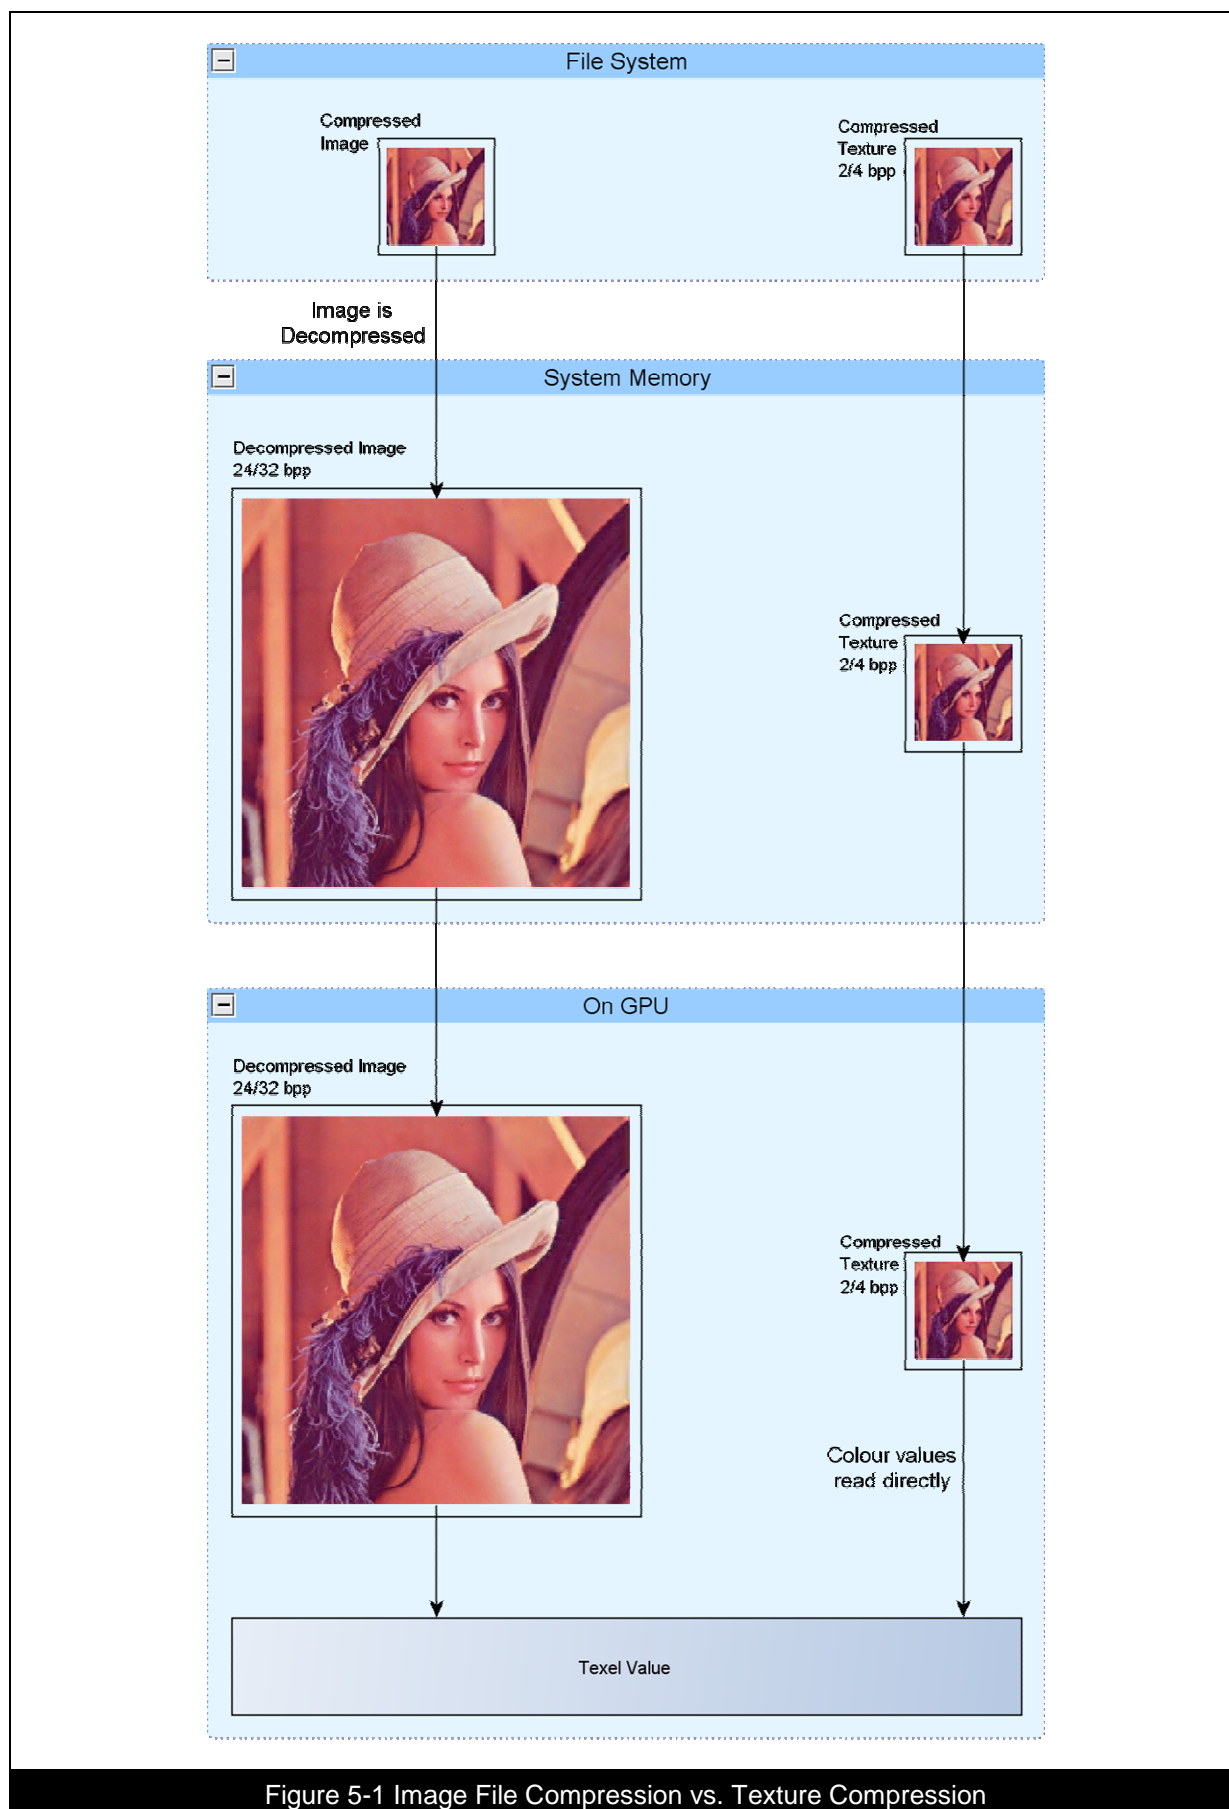 File System
Compressed
Image
Compressed
Texture
2/4 bpp
Image is
Decompressed
System Memory
Decompressed Image
24/32 bpp
Compressed
Texture
2/4 bpp
On GPU
Decompressed Image
24/32 bpp
Compressed
Texture
2/4 bpp
Colour values
read directly
Texel Value
Figure 5-1 Image File Compression vs. Texture Compression